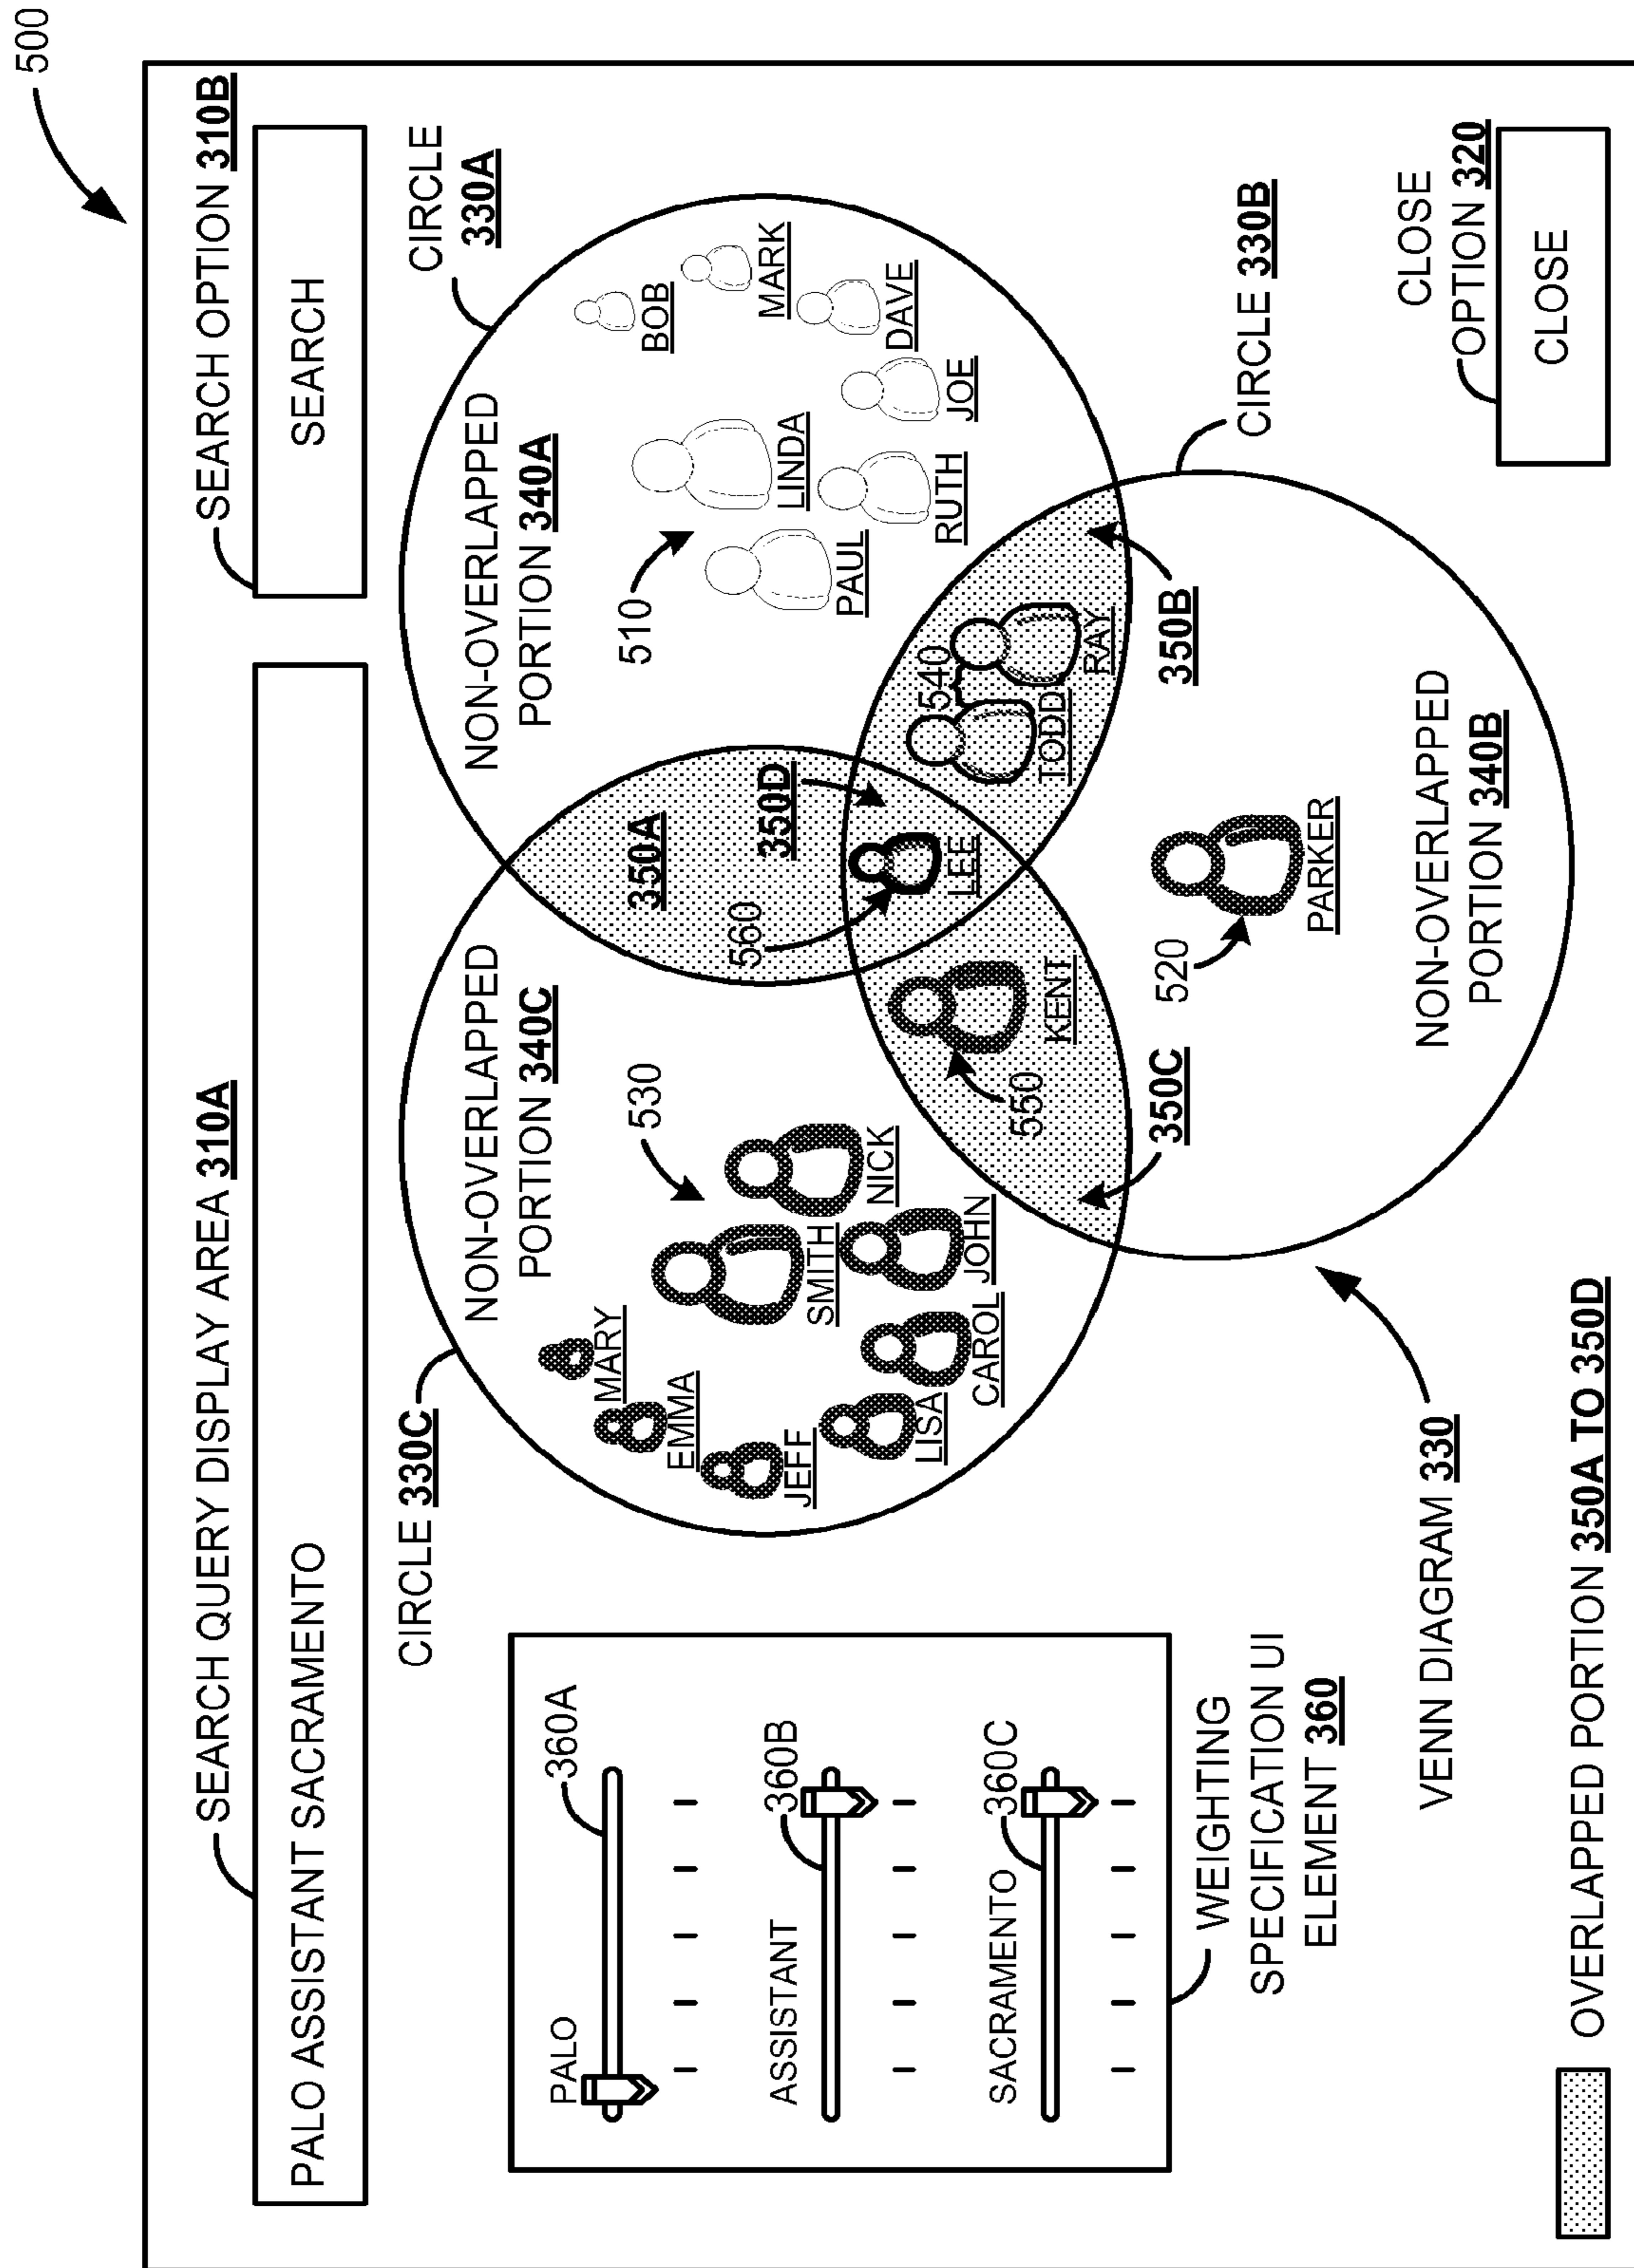 500
SEARCH QUERY DISPLAY AREA 310A
SEARCH OPTION 310B
PALO ASSISTANT SACRAMENTO
SEARCH
CIRCLE 330C
CIRCLE
330A
NON-OVERLAPPED
PORTION 340C
NON-OVERLAPPED
PORTION 340A
PALO
360A
ASSISTANT
360B
SACRAMENTO
360C
WEIGHTING
SPECIFICATION UI
ELEMENT 360
530
MARY
EMMA
JEFF
SMITH
NICK
LISA
CAROL
JOHN
350A
560
350D
LEE
510
BOB
MARK
DAVE
LINDA
JOE
PAUL
RUTH
KENT
550
350C
540
TODD
RAY
350B
520
PARKER
NON-OVERLAPPED
PORTION 340B
CIRCLE 330B
VENN DIAGRAM 330
CLOSE
OPTION 320
CLOSE
OVERLAPPED PORTION 350A TO 350D